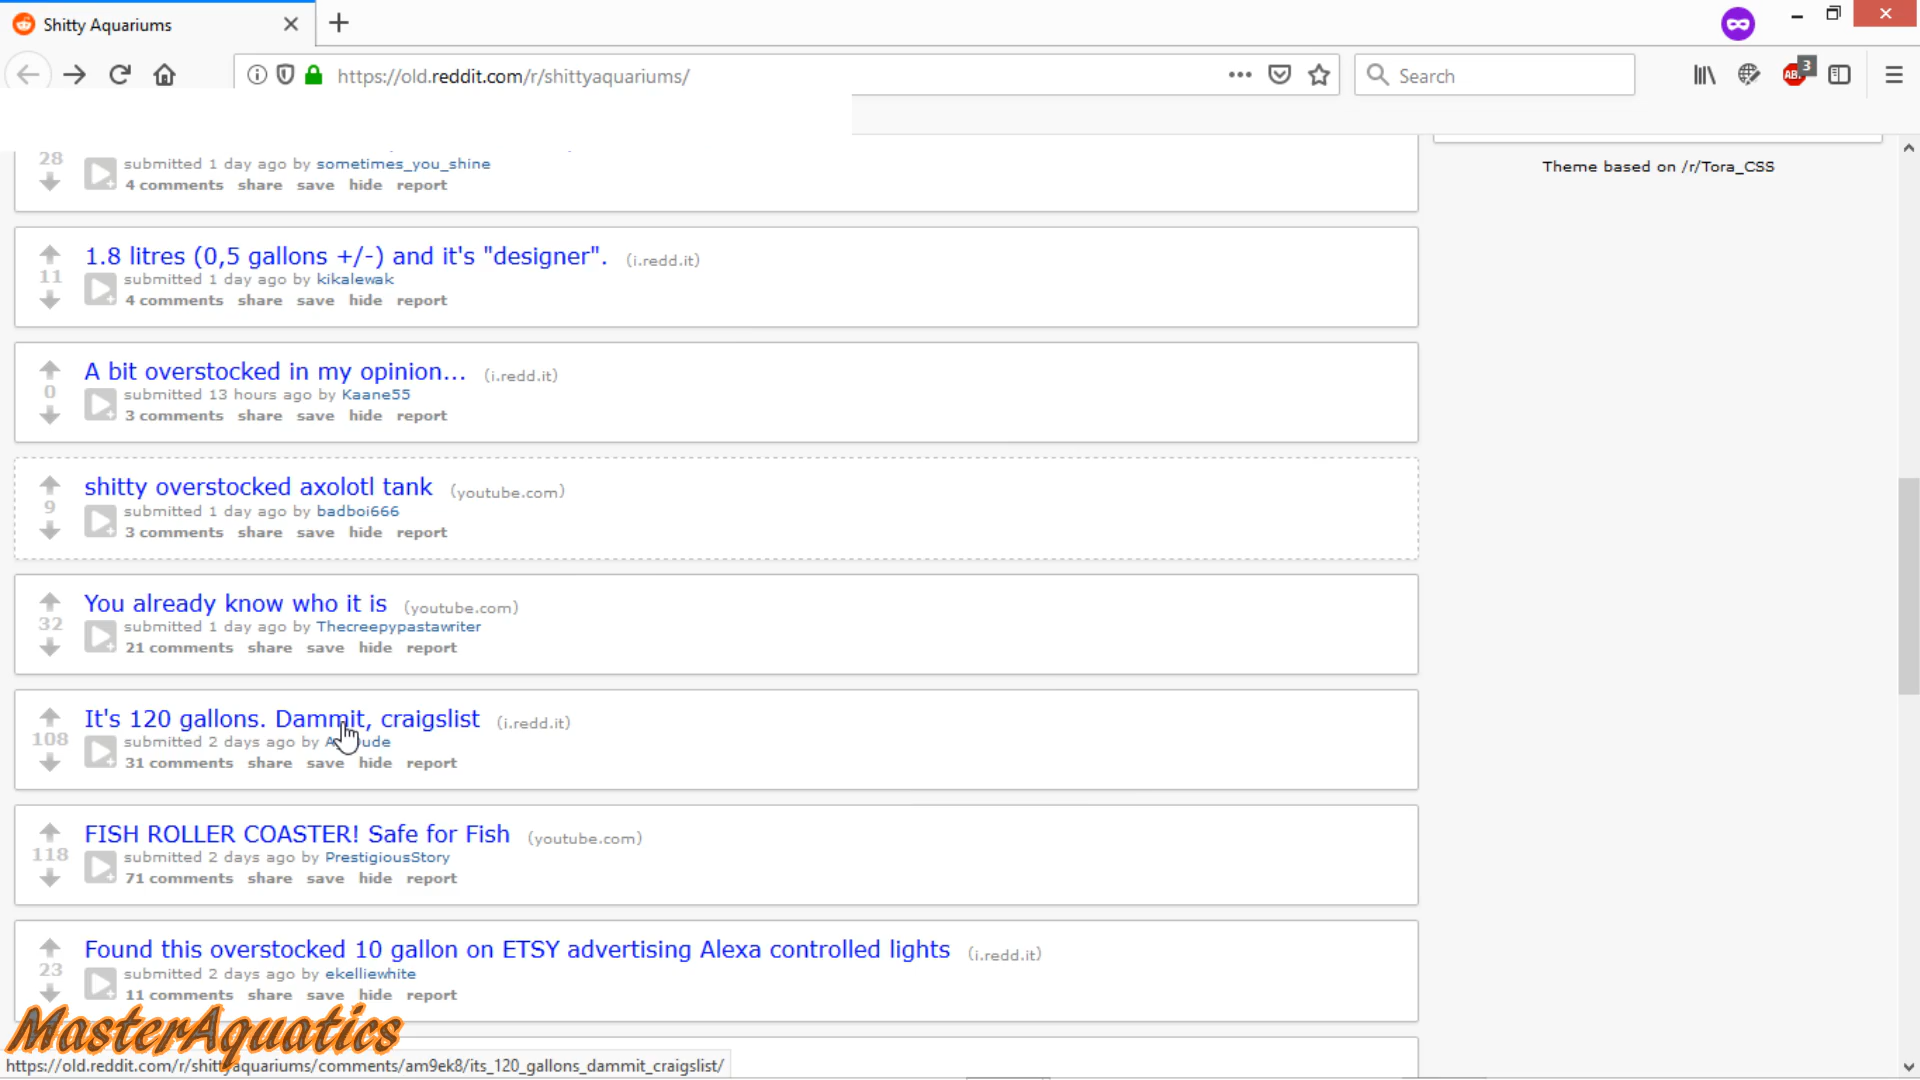 Shitty Aquariums
https://old.reddit.com/r/shittyaquariums/
Search
ABP 3
28
submitted 1 day ago by sometimes_you_shine
4 comments share save hide report
Theme based on /r/Tora_CSS
1.8 litres (0,5 gallons +/-) and it's "designer". (i.redd.it)
11
submitted 1 day ago by kikalewak
4 comments share save hide report
A bit overstocked in my opinion... (i.redd.it)
0
submitted 13 hours ago by Kaane55
3 comments share save hide report
shitty overstocked axolotl tank (youtube.com)
9
submitted 1 day ago by badboi666
3 comments share save hide report
You already know who it is (youtube.com)
32
submitted 1 day ago by Thecreepypastawriter
21 comments share save hide report
It's 120 gallons. Dammit, craigslist (i.redd.it)
108
submitted 2 days ago by
31 comments share save hide report
FISH ROLLER COASTER! Safe for Fish (youtube.com)
118
submitted 2 days ago by PrestigiousStory
71 comments share save hide report
Found this overstocked 10 gallon on ETSY advertising Alexa controlled lights (i.redd.it)
23
submitted 2 days ago by ekelliewhite
11 comments share save hide report
MasterAquatics
https://old.reddit.com/r/shittyaquariums/comments/am9ek8/its_120_gallons_dammit_craigslist/